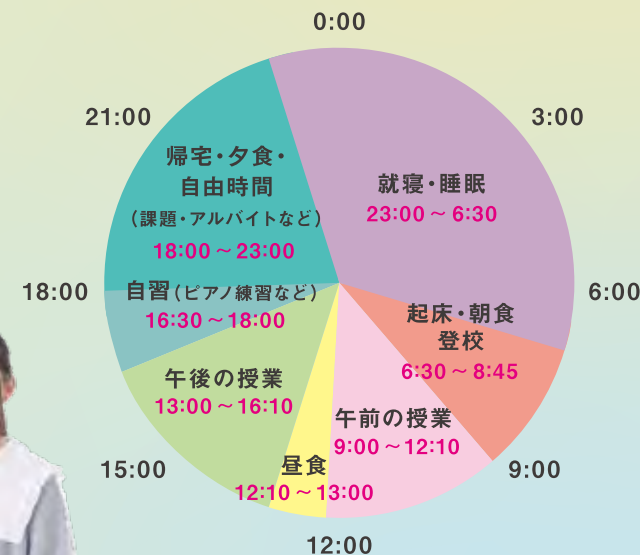 0:00
3:00
6:00
9:00
12:00
15:00
18:00
21:00
就寝・睡眠
23:00～6:30
起床・朝食
登校
6:30～8:45
午前の授業
9:00～12:10
昼食
12:10～13:00
午後の授業
13:00～16:10
自習（ピアノ練習など）
16:30～18:00
帰宅・夕食・
自由時間
（課題・アルバイトなど）
18:00～23:00